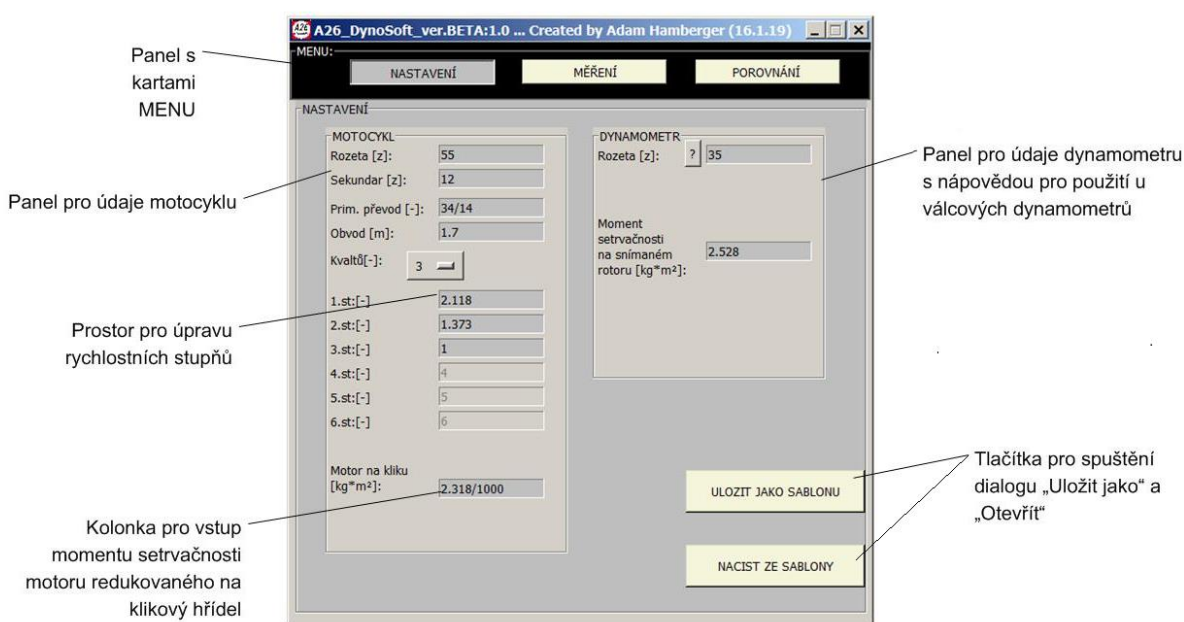 A26_DynoSoft_ver.BETA:1.0 ... Created by Adam Hamberger (16.1.19)
MENU:
NASTAVENÍ
MĚŘENÍ
POROVNÁNÍ
Panel s
kartami
MENU
NASTAVENÍ
MOTOCYKL
Rozeta [z]: 55
Sekundar [z]: 12
Prim. převod [-]: 34/14
Obvod [m]: 1.7
Kvaltů[-]: 3
1.st:[-] 2.118
2.st:[-] 1.373
3.st:[-] 1
4.st:[-] 4
5.st:[-] 5
6.st:[-] 6
Motor na kliku
[kg*m²]: 2.318/1000
DYNAMOMETR
Rozeta [z]: ? 35
Moment
setrvačnosti
na snímaném
rotoru [kg*m²]:
2.528
ULOZIT JAKO SABLONU
NACIST ZE SABLONY
Panel pro údaje motocyklu
Prostor pro úpravu
rychlostních stupňů
Kolonka pro vstup
momentu setrvačnosti
motoru redukovaného na
klikový hřídel
Panel pro údaje dynamometru
s nápovědou pro použití u
válcových dynamometrů
Tlačítka pro spuštění
dialogu „Uložit jako“ a
„Otevřít“